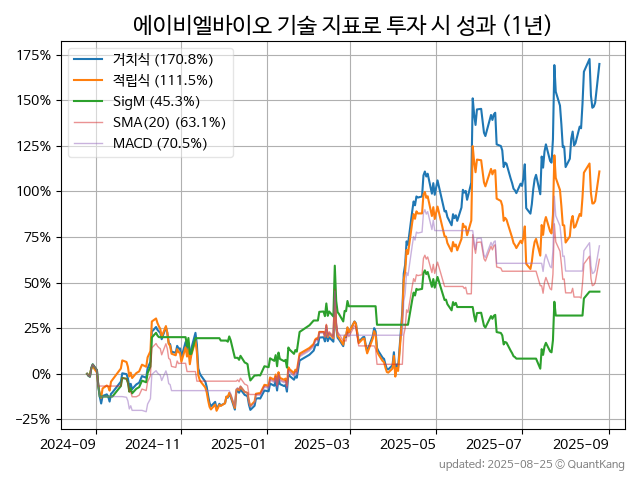 에이비엘바이오 기술 지표로 투자 시 성과 (1년)
175%
150%
125%
100%
75%
50%
25%
0%
−25%
거치식 (170.8%)
적립식 (111.5%)
SigM (45.3%)
SMA(20) (63.1%)
MACD (70.5%)
2024-09
2024-11
2025-01
2025-03
2025-05
2025-07
2025-09
updated: 2025-08-25 © QuantKang